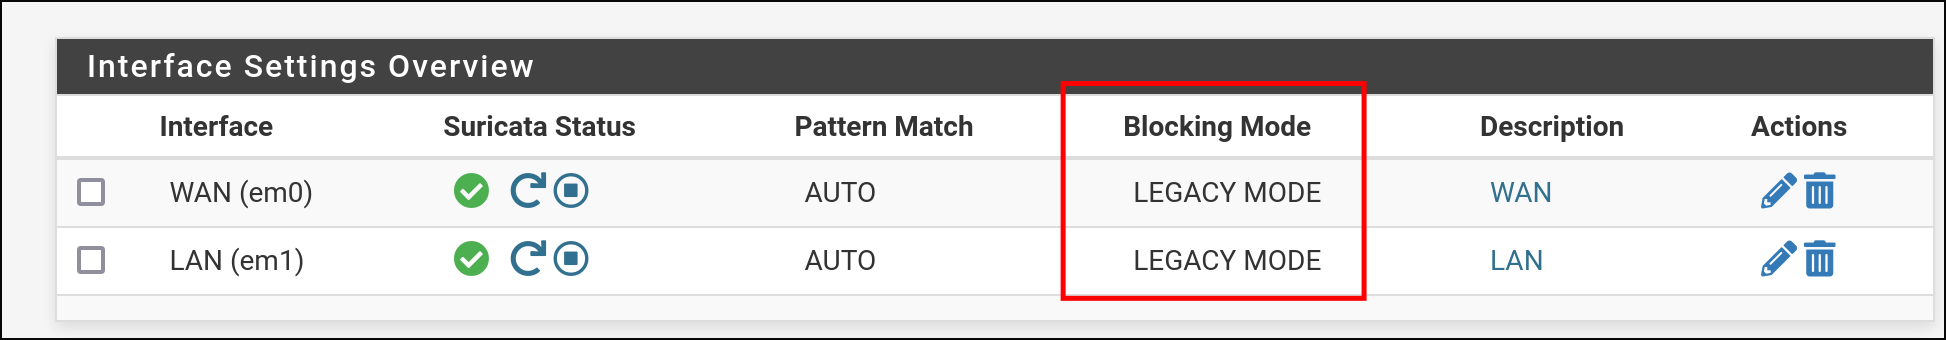 Interface Settings Overview
Interface Suricata Status Pattern Match Blocking Mode Description Actions
WAN (em0) AUTO LEGACY MODE WAN
LAN (em1) AUTO LEGACY MODE LAN